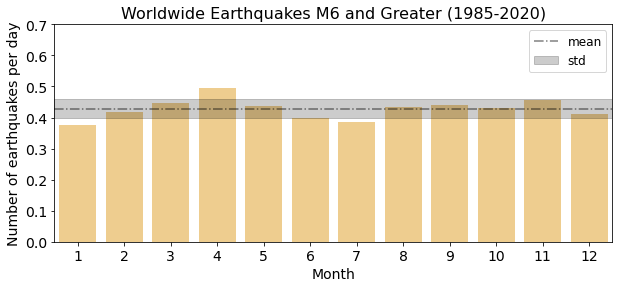 Worldwide Earthquakes M6 and Greater (1985-2020)
Number of earthquakes per day
0.7
0.6
0.5
0.4
0.3
0.2
0.1
0.0
mean
std
1 2 3 4 5 6 7 8 9 10 11 12
Month